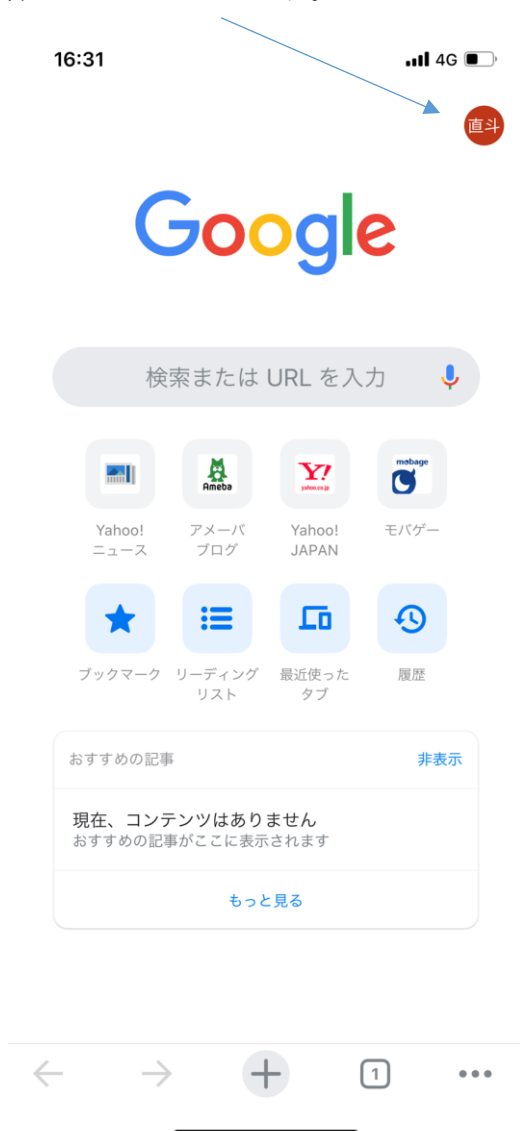 16:31
4G
直斗
Google
検索または URL を入力
Ameba
Y!
yahoo.co.jp
mobage
Yahoo!
ニュース
アメーバ
ブログ
Yahoo!
JAPAN
モバゲー
ブックマーク
リーディング
リスト
最近使った
タブ
履歴
おすすめの記事
非表示
現在、コンテンツはありません
おすすめの記事がここに表示されます
もっと見る
1